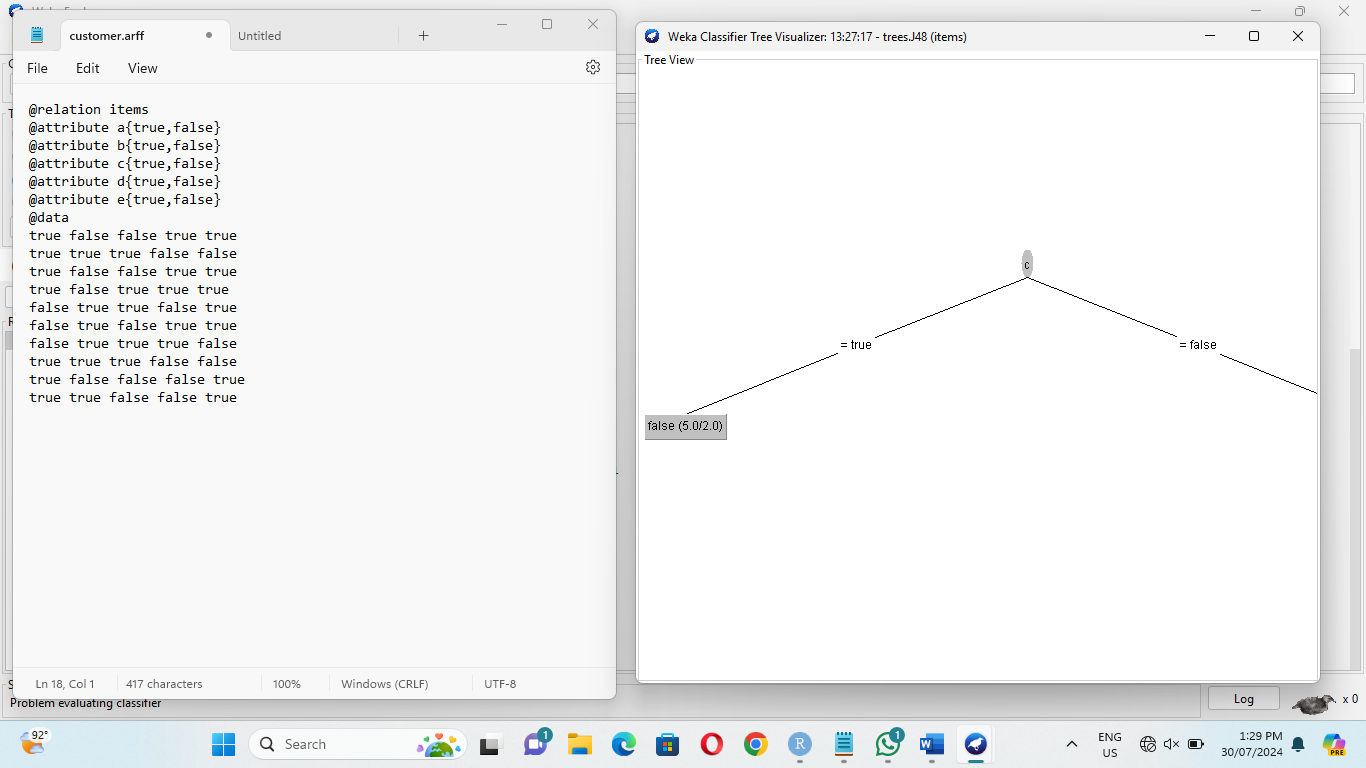 customer.arff
Untitled
File
Edit
View
@relation items
@attribute a{true,false}
@attribute b{true,false}
@attribute c{true,false}
@attribute d{true,false}
@attribute e{true,false}
@data
true false false true true
true true true false false
true false false true true
true false true true true
false true true false true
false true false true true
false true true true false
true true true false false
true false false false true
true true false false true
Ln 18, Col 1
417 characters
100%
Windows (CRLF)
UTF-8
Weka Classifier Tree Visualizer: 13:27:17 - trees.J48 (items)
Tree View
c
= true
= false
false (5.0/2.0)
Problem evaluating classifier
Log
x 0
92°
Search
1
R
1
W
ENG
US
1:29 PM
30/07/2024
PRE